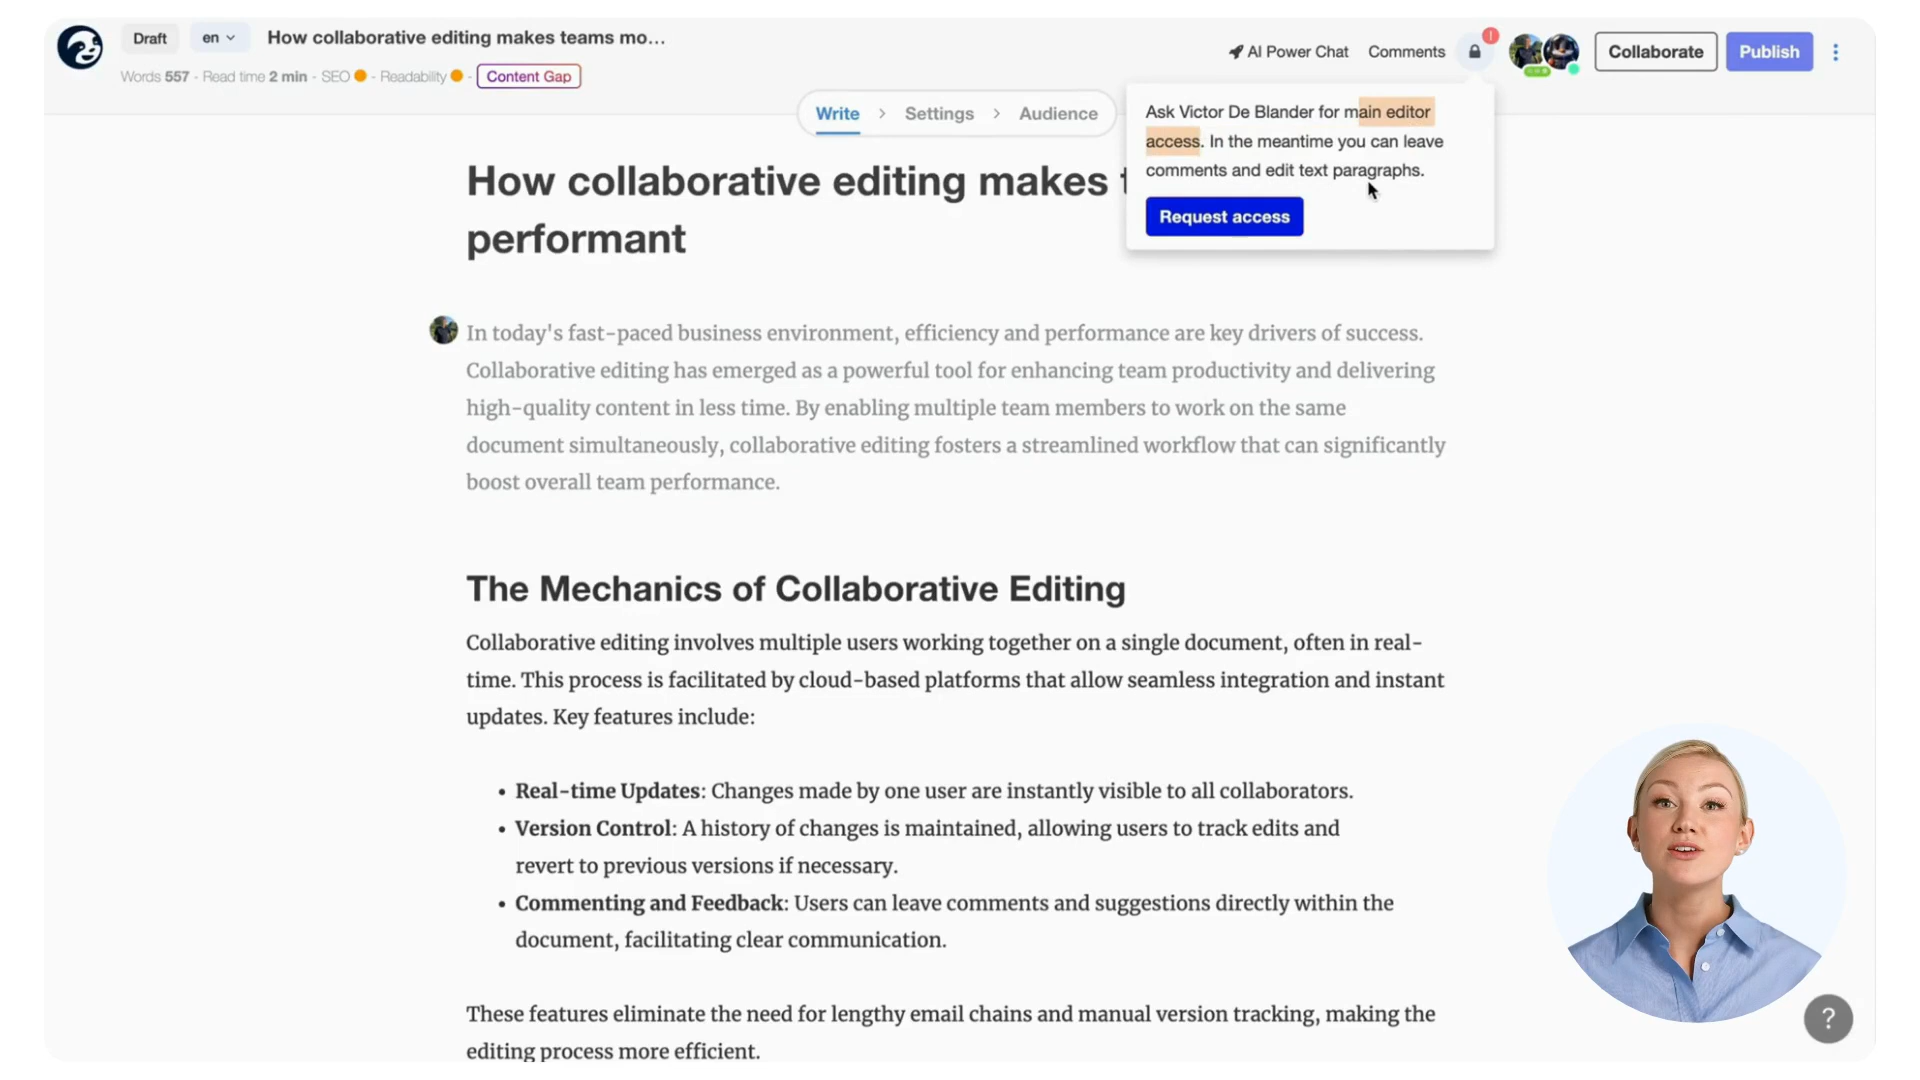 Draft en How collaborative editing makes teams mo...
Words 557 - Read time 2 min - SEO - Readability - Content Gap
AI Power Chat Comments ! Collaborate Publish
Write > Settings > Audience
Ask Victor De Blander for main editor
access. In the meantime you can leave
comments and edit text paragraphs.
Request access
How collaborative editing makes
performant
In today's fast-paced business environment, efficiency and performance are key drivers of success.
Collaborative editing has emerged as a powerful tool for enhancing team productivity and delivering
high-quality content in less time. By enabling multiple team members to work on the same
document simultaneously, collaborative editing fosters a streamlined workflow that can significantly
boost overall team performance.
The Mechanics of Collaborative Editing
Collaborative editing involves multiple users working together on a single document, often in real-
time. This process is facilitated by cloud-based platforms that allow seamless integration and instant
updates. Key features include:
• Real-time Updates: Changes made by one user are instantly visible to all collaborators.
• Version Control: A history of changes is maintained, allowing users to track edits and
revert to previous versions if necessary.
• Commenting and Feedback: Users can leave comments and suggestions directly within the
document, facilitating clear communication.
These features eliminate the need for lengthy email chains and manual version tracking, making the
editing process more efficient.
?